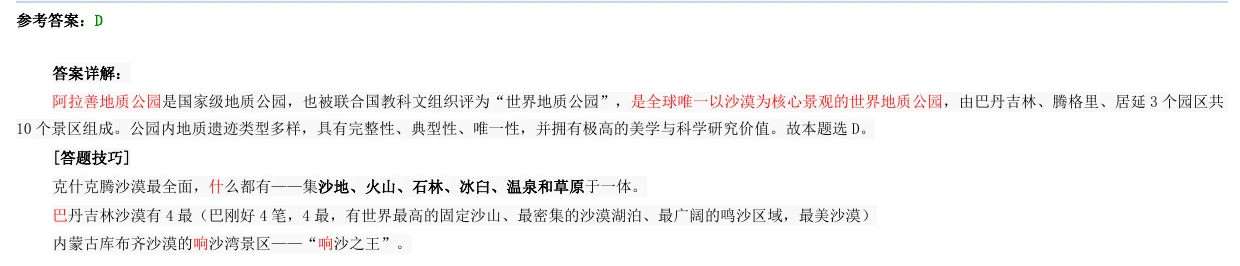 参考答案：D
答案详解：
阿拉善地质公园是国家级地质公园，也被联合国教科文组织评为“世界地质公园”，是全球唯一以沙漠为核心景观的世界地质公园，由巴丹吉林、腾格里、居延 3 个园区共
10 个景区组成。公园内地质遗迹类型多样，具有完整性、典型性、唯一性，并拥有极高的美学与科学研究价值。故本题选 D。
[答题技巧]
克什克腾沙漠最全面，什么都有——集沙地、火山、石林、冰臼、温泉和草原于一体。
巴丹吉林沙漠有 4 最（巴刚好 4 笔，4 最，有世界最高的固定沙山、最密集的沙漠湖泊、最广阔的鸣沙区域，最美沙漠）
内蒙古库布齐沙漠的响沙湾景区——“响沙之王”。